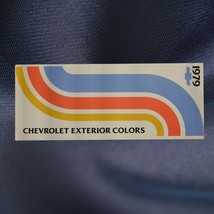 1979
CHEVROLET EXTERIOR COLORS